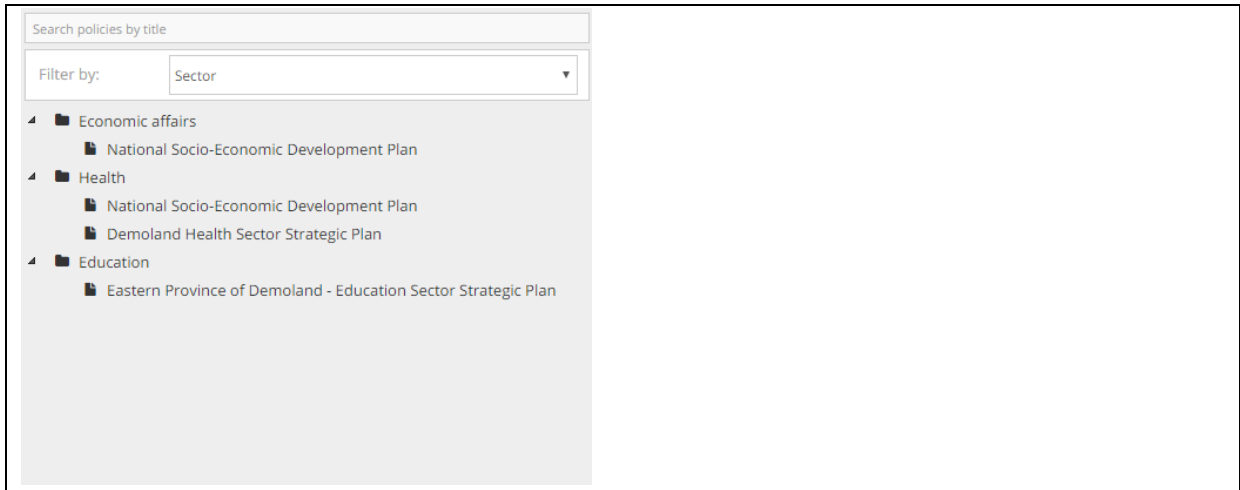 Search policies by title
Filter by: Sector
Economic affairs
National Socio-Economic Development Plan
Health
National Socio-Economic Development Plan
Demoland Health Sector Strategic Plan
Education
Eastern Province of Demoland - Education Sector Strategic Plan